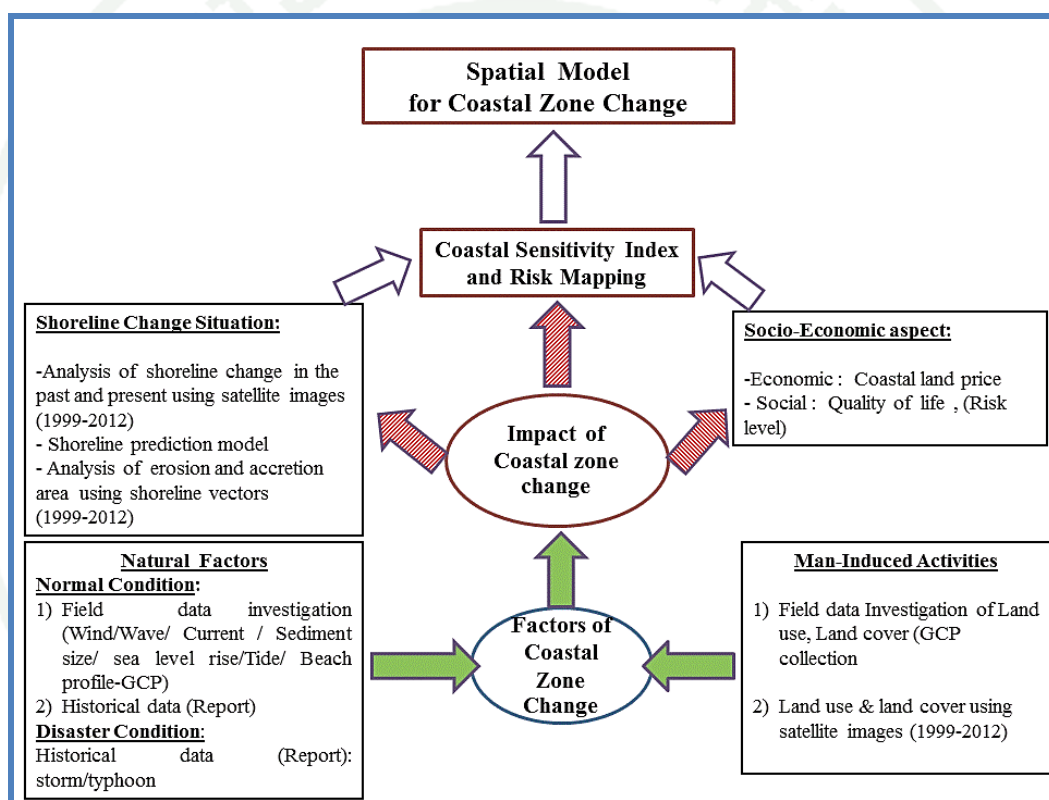 Spatial Model
for Coastal Zone Change
Coastal Sensitivity Index
and Risk Mapping
Shoreline Change Situation:
-Analysis of shoreline change in the
past and present using satellite images
(1999-2012)
- Shoreline prediction model
- Analysis of erosion and accretion
area using shoreline vectors
(1999-2012)
Socio-Economic aspect:
-Economic : Coastal land price
- Social : Quality of life , (Risk
level)
Impact of
Coastal zone
change
Natural Factors
Normal Condition:
1) Field data investigation
(Wind/Wave/ Current / Sediment
size/ sea level rise/Tide/ Beach
profile-GCP)
2) Historical data (Report)
Disaster Condition:
Historical data (Report):
storm/typhoon
Factors of
Coastal
Zone
Change
Man-Induced Activities
1) Field data Investigation of Land
use, Land cover (GCP
collection
2) Land use & land cover using
satellite images (1999-2012)